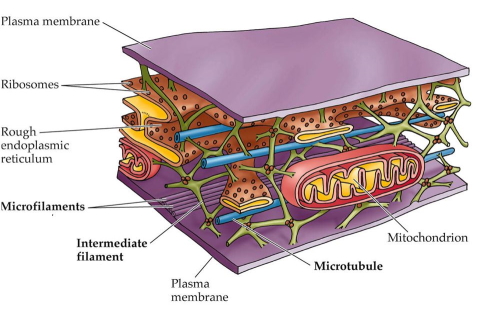 Plasma membrane
Ribosomes
Rough
endoplasmic
reticulum
Microfilaments
Intermediate
filament
Plasma
membrane
Microtubule
Mitochondrion